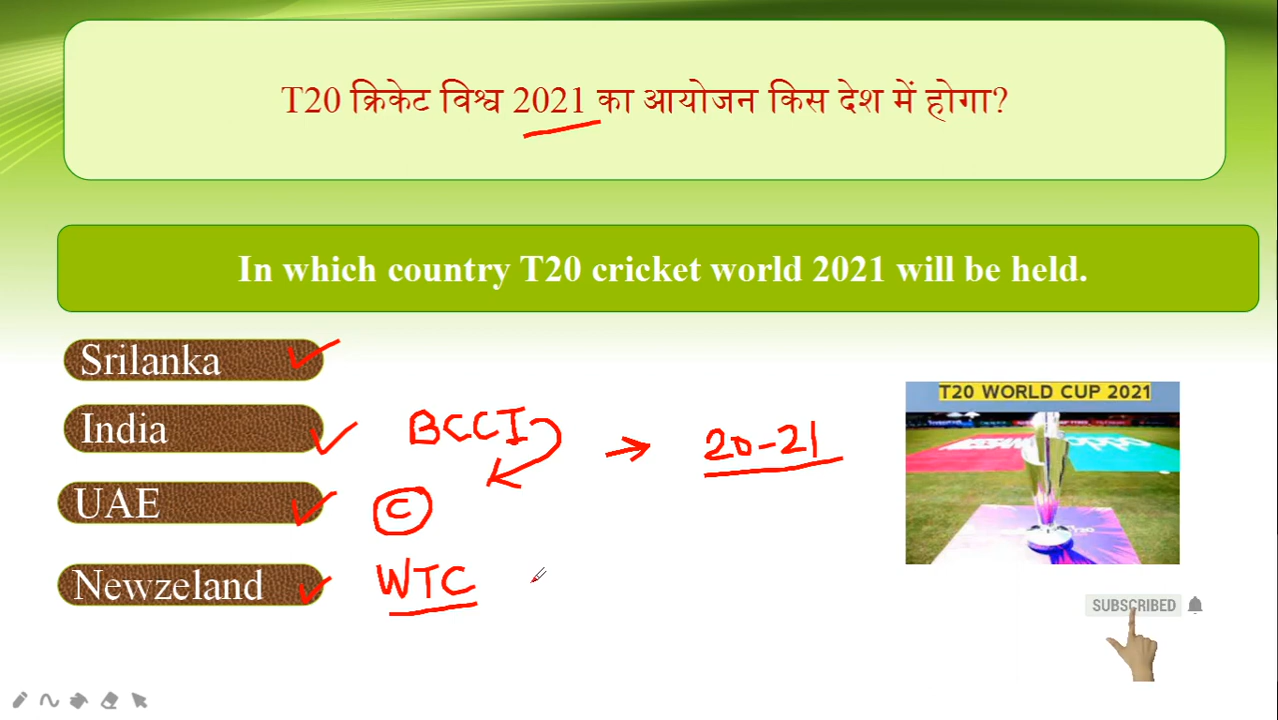 T20 क्रिकेट विश्व 2021 का आयोजन किस देश में होगा?
In which country T20 cricket world 2021 will be held.
Srilanka
India
BCCI
20-21
T20 WORLD CUP 2021
UAE
C
Newzeland
WTC
SUBSCRIBED